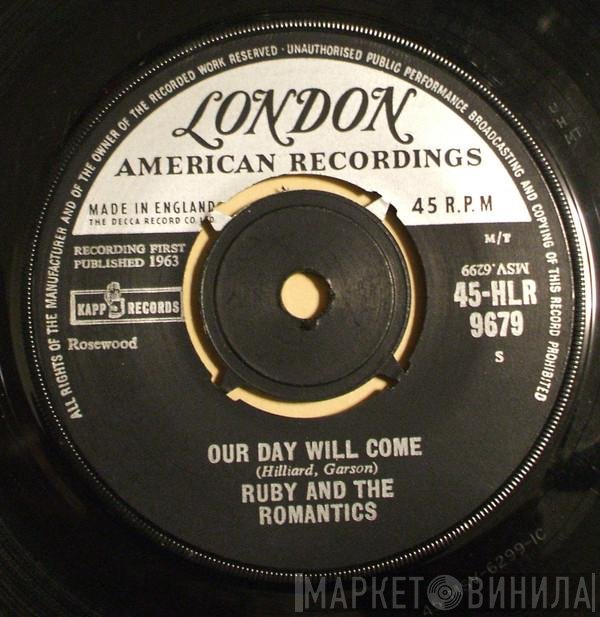 ALL RIGHTS OF THE MANUFACTURER AND OF THE OWNER OF THE RECORDED WORK RESERVED · UNAUTHORISED PUBLIC PERFORMANCE BROADCASTING AND COPYING OF THIS RECORD PROHIBITED
LONDON
AMERICAN RECORDINGS
MADE IN ENGLAND
THE DECCA RECORD CO. LTD.
45 R.P.M
RECORDING FIRST
PUBLISHED 1963
M/T
MSV.6299
KAPP RECORDS
45-HLR
9679
Rosewood
S
OUR DAY WILL COME
(Hilliard, Garson)
RUBY AND THE
ROMANTICS
МАРКЕТ ВИНИЛА